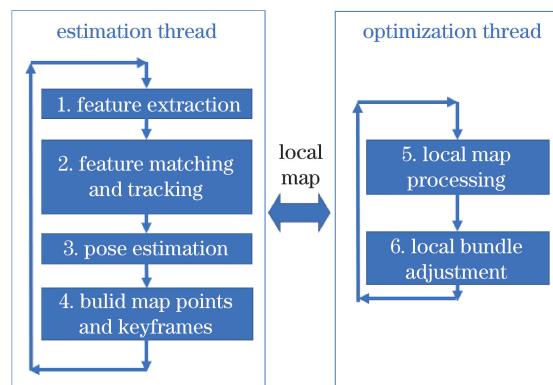 estimation thread
1. feature extraction
2. feature matching
and tracking
3. pose estimation
4. bulid map points
and keyframes
local
map
optimization thread
5. local map
processing
6. local bundle
adjustment